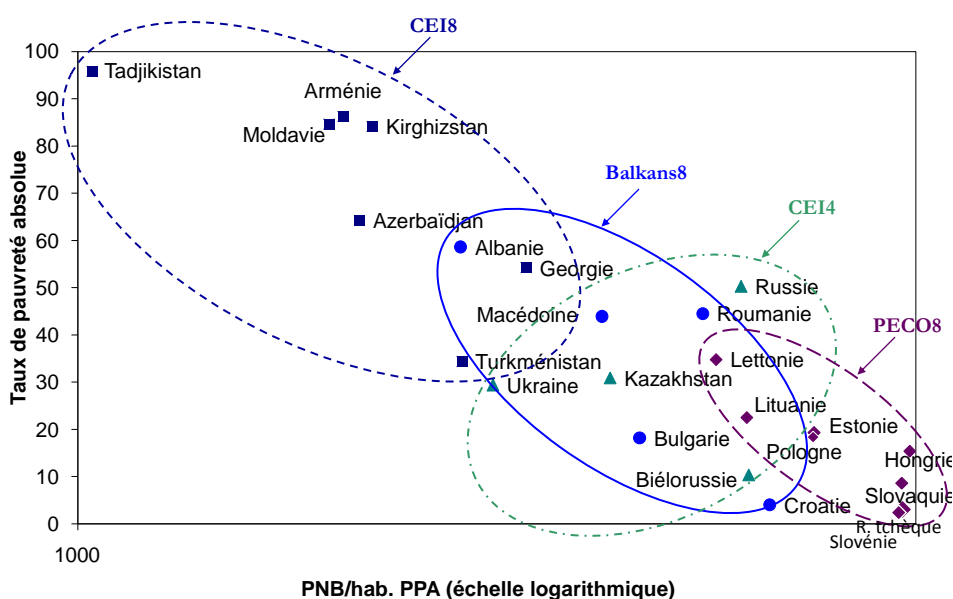 CEI8
100
Tadjikistan
90
Arménie
Moldavie
Kirghizstan
80
70
Balkans8
Azerbaïdjan
CEI4
60
Albanie
Georgie
50
Russie
Macédoine
Roumanie
40
PECO8
Turkménistan
Lettonie
30
Ukraine
Kazakhstan
Lituanie
20
Bulgarie
Estonie
Pologne
Hongrie
10
Biélorussie
Slovaquie
Croatie
0
R, tchèque
Slovénie
1000
Taux de pauvreté absolue
PNB/hab. PPA (échelle logarithmique)